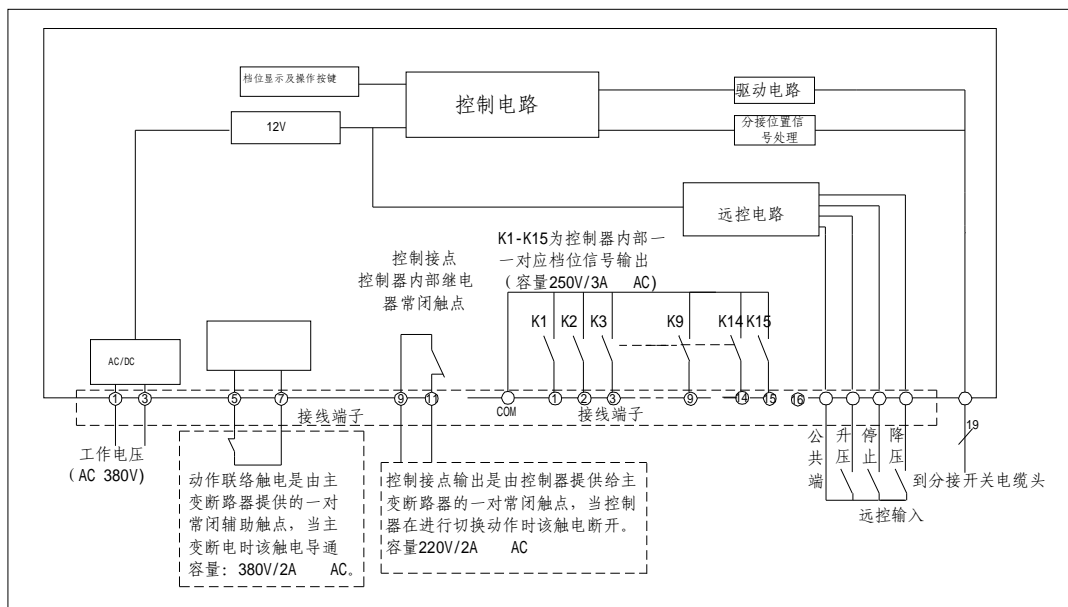 档位显示及操作按键
控制电路
驱动电路
12V
分接位置信
号处理
远控电路
K1-K15为控制器内部一
一对应档位信号输出
（容量250V/3A AC)
控制接点
控制器内部继电
器常闭触点
K1 K2 K3 K9 K14 K15
AC/DC
1 3 5 7 9 11 COM 1 2 3 9 14 15 16
接线端子 接线端子
19
工作电压
(AC 380V)
动作联络触电是由主
变断路器提供的一对
常闭辅助触点，当主
变断电时该触电导通
容量：380V/2A AC。
控制接点输出是由控制器提供给主
变断路器的一对常闭触点，当控制
器在进行切换动作时该触电断开。
容量220V/2A AC
公共端
升压
停止
降压
到分接开关电缆头
远控输入